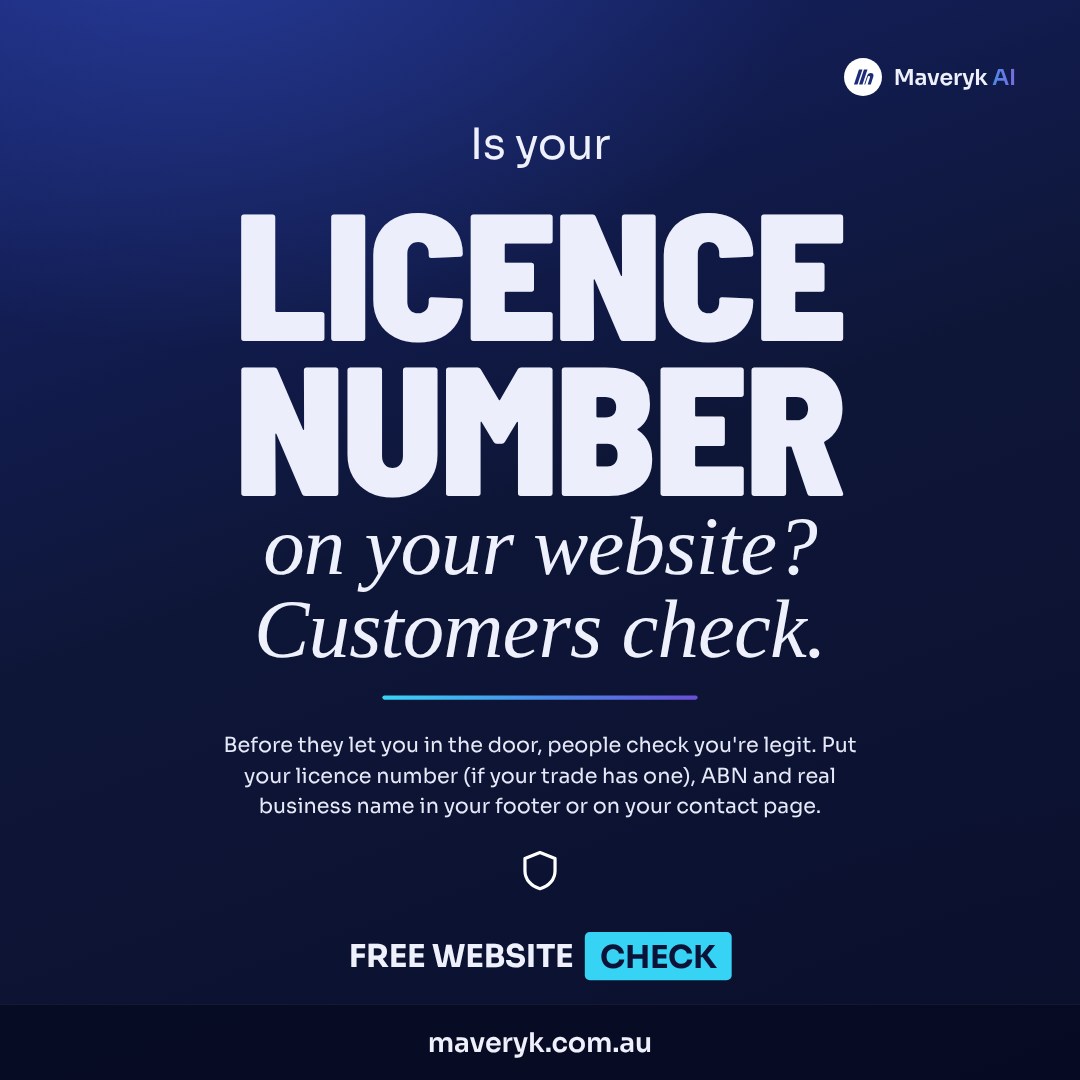 Maveryk AI
Is your
LICENCE
NUMBER
on your website?
Customers check.
Before they let you in the door, people check you're legit. Put
your licence number (if your trade has one), ABN and real
business name in your footer or on your contact page.
FREE WEBSITE CHECK
maveryk.com.au